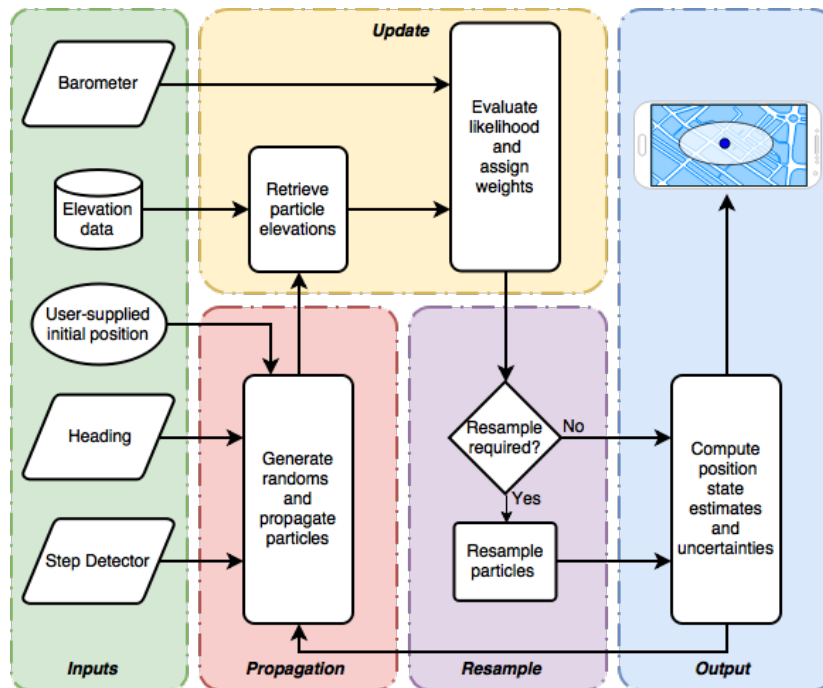 Update
Barometer
Evaluate
likelihood
and
assign
weights
Elevation
data
Retrieve
particle
elevations
User-supplied
initial position
Heading
Step Detector
Generate
randoms
and
propagate
particles
Resample
required?
No
Yes
Resample
particles
Compute
position
state
estimates
and
uncertainties
Inputs
Propagation
Resample
Output